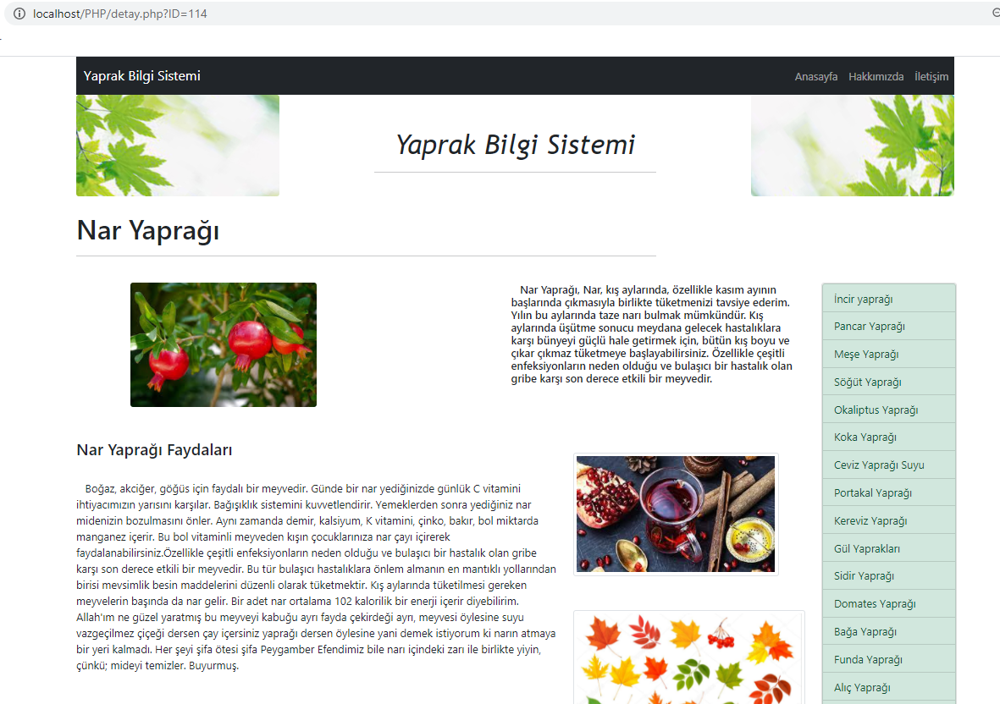 localhost/PHP/detay.php?ID=114
Yaprak Bilgi Sistemi
Anasayfa Hakkımızda İletişim
Yaprak Bilgi Sistemi
Nar Yaprağı
Nar Yaprağı, Nar, kış aylarında, özellikle kasım ayının
başlarında çıkmasıyla birlikte tüketmenizi tavsiye ederim.
Yılın bu aylarında taze narı bulmak mümkündür. Kış
aylarında üşütme sonucu meydana gelecek hastalıklara
karşı bünyeyi güçlü hale getirmek için, bütün kış boyu ve
çıkar çıkmaz tüketmeye başlayabilirsiniz. Özellikle çeşitli
enfeksiyonların neden olduğu ve bulaşıcı bir hastalık olan
gribe karşı son derece etkili bir meyvedir.
Nar Yaprağı Faydaları
Boğaz, akciğer, göğüs için faydalı bir meyvedir. Günde bir nar yediğinizde günlük C vitamini
ihtiyacımızın yarısını karşılar. Bağışıklık sistemini kuvvetlendirir. Yemeklerden sonra yediğiniz nar
midenizin bozulmasını önler. Aynı zamanda demir, kalsiyum, K vitamini, çinko, bakır, bol miktarda
manganez içerir. Bu bol vitaminli meyveden kışın çocuklarınıza nar çayı içirerek
faydalanabilirsiniz.Özellikle çeşitli enfeksiyonların neden olduğu ve bulaşıcı bir hastalık olan gribe
karşı son derece etkili bir meyvedir. Bu tür bulaşıcı hastalıklara önlem almanın en mantıklı yollarından
birisi mevsimlik besin maddelerini düzenli olarak tüketmektir. Kış aylarında tüketilmesi gereken
meyvelerin başında da nar gelir. Bir adet nar ortalama 102 kalorilik bir enerji içerir diyebilirim.
Allah'ım ne güzel yaratmış bu meyveyi kabuğu ayrı fayda çekirdeği ayrı, meyvesi öylesine suyu
vazgeçilmez çiçeği dersen çay içersiniz yaprağı dersen öylesine yani demek istiyorum ki narın atmaya
bir yeri kalmadı. Her şeyi şifa ötesi şifa Peygamber Efendimiz bile narı içindeki zarı ile birlikte yiyin,
çünkü; mideyi temizler. Buyurmuş.
İncir yaprağı
Pancar Yaprağı
Meşe Yaprağı
Söğüt Yaprağı
Okaliptus Yaprağı
Koka Yaprağı
Ceviz Yaprağı Suyu
Portakal Yaprağı
Kereviz Yaprağı
Gül Yaprakları
Sidir Yaprağı
Domates Yaprağı
Bağa Yaprağı
Funda Yaprağı
Alıç Yaprağı